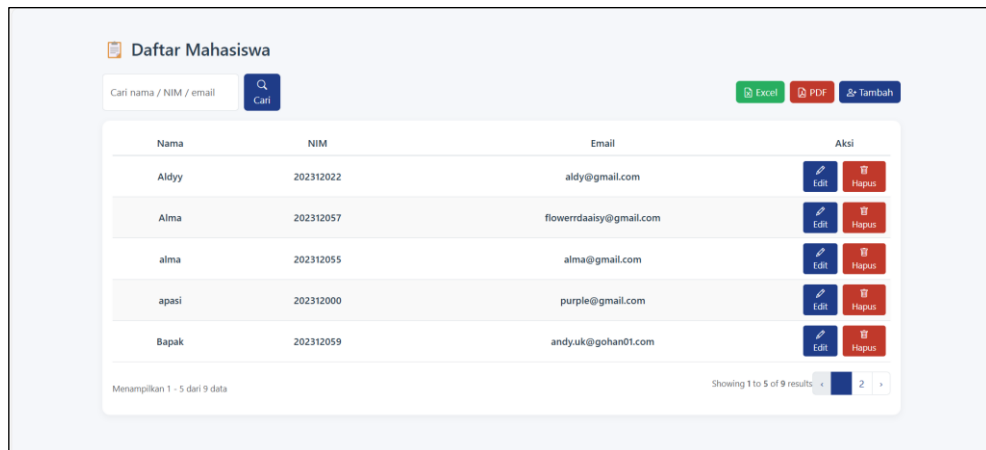 Daftar Mahasiswa
Cari nama / NIM / email
Cari
Excel
PDF
Tambah
Nama NIM Email Aksi
Aldyy 202312022 aldy@gmail.com Edit Hapus
Alma 202312057 flowerrdaaisy@gmail.com Edit Hapus
alma 202312055 alma@gmail.com Edit Hapus
apasi 202312000 purple@gmail.com Edit Hapus
Bapak 202312059 andy.uk@gohan01.com Edit Hapus
Menampilkan 1 - 5 dari 9 data
Showing 1 to 5 of 9 results ‹ 2 ›